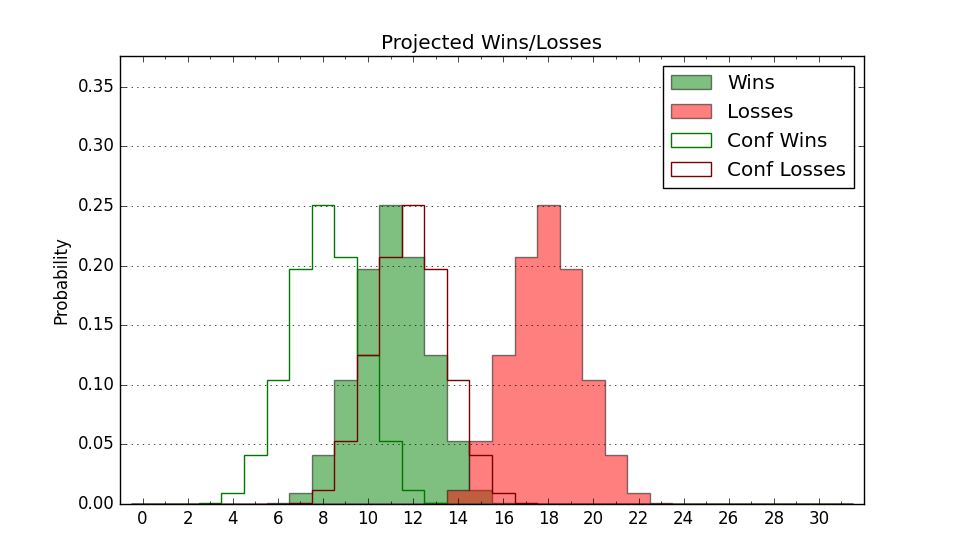 Projected Wins/Losses
Wins
Losses
Conf Wins
Conf Losses
Probability
0.35
0.30
0.25
0.20
0.15
0.10
0.05
0.00
0 2 4 6 8 10 12 14 16 18 20 22 24 26 28 30